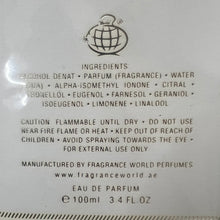 INGREDIENTS
ALCOHOL DENAT • PARFUM (FRAGRANCE) • WATER
• ALPHA-ISOMETHYL IONONE • CITRAL •
• EUGENOL • FARNESOL • GERANIOL •
ISOEUGENOL • LIMONENE • LINALOOL
CAUTION FLAMMABLE UNTIL DRY • DO NOT USE
NEAR FIRE FLAME OR HEAT • KEEP OUT OF REACH OF
CHILDREN • AVOID SPRAYING TOWARDS THE EYE •
FOR EXTERNAL USE ONLY
MANUFACTURED BY FRAGRANCE WORLD PERFUMES
www.fragranceworld.ae
EAU DE PARFUM
e 100ml 3.4 FL.OZ